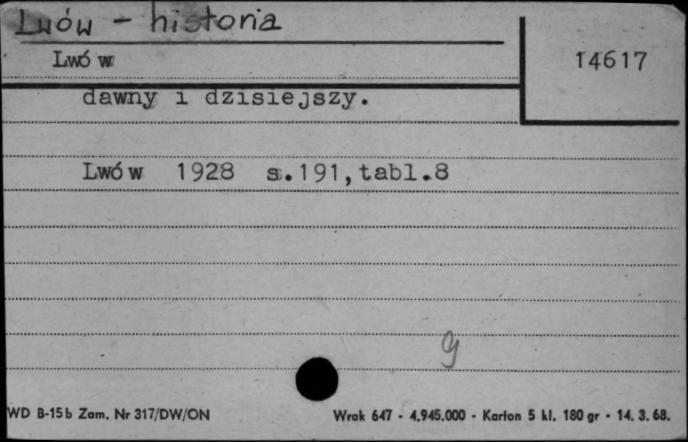 Lwów - historia
Lwów
14617
dawny i dzisiejszy.
Lwów 1928 s.191,tabl.8
g
WD B-15b Zam. Nr 317/DW/ON
Wrak 647 - 4.945.000 - Karton 5 kl. 180 gr - 14. 3. 68.